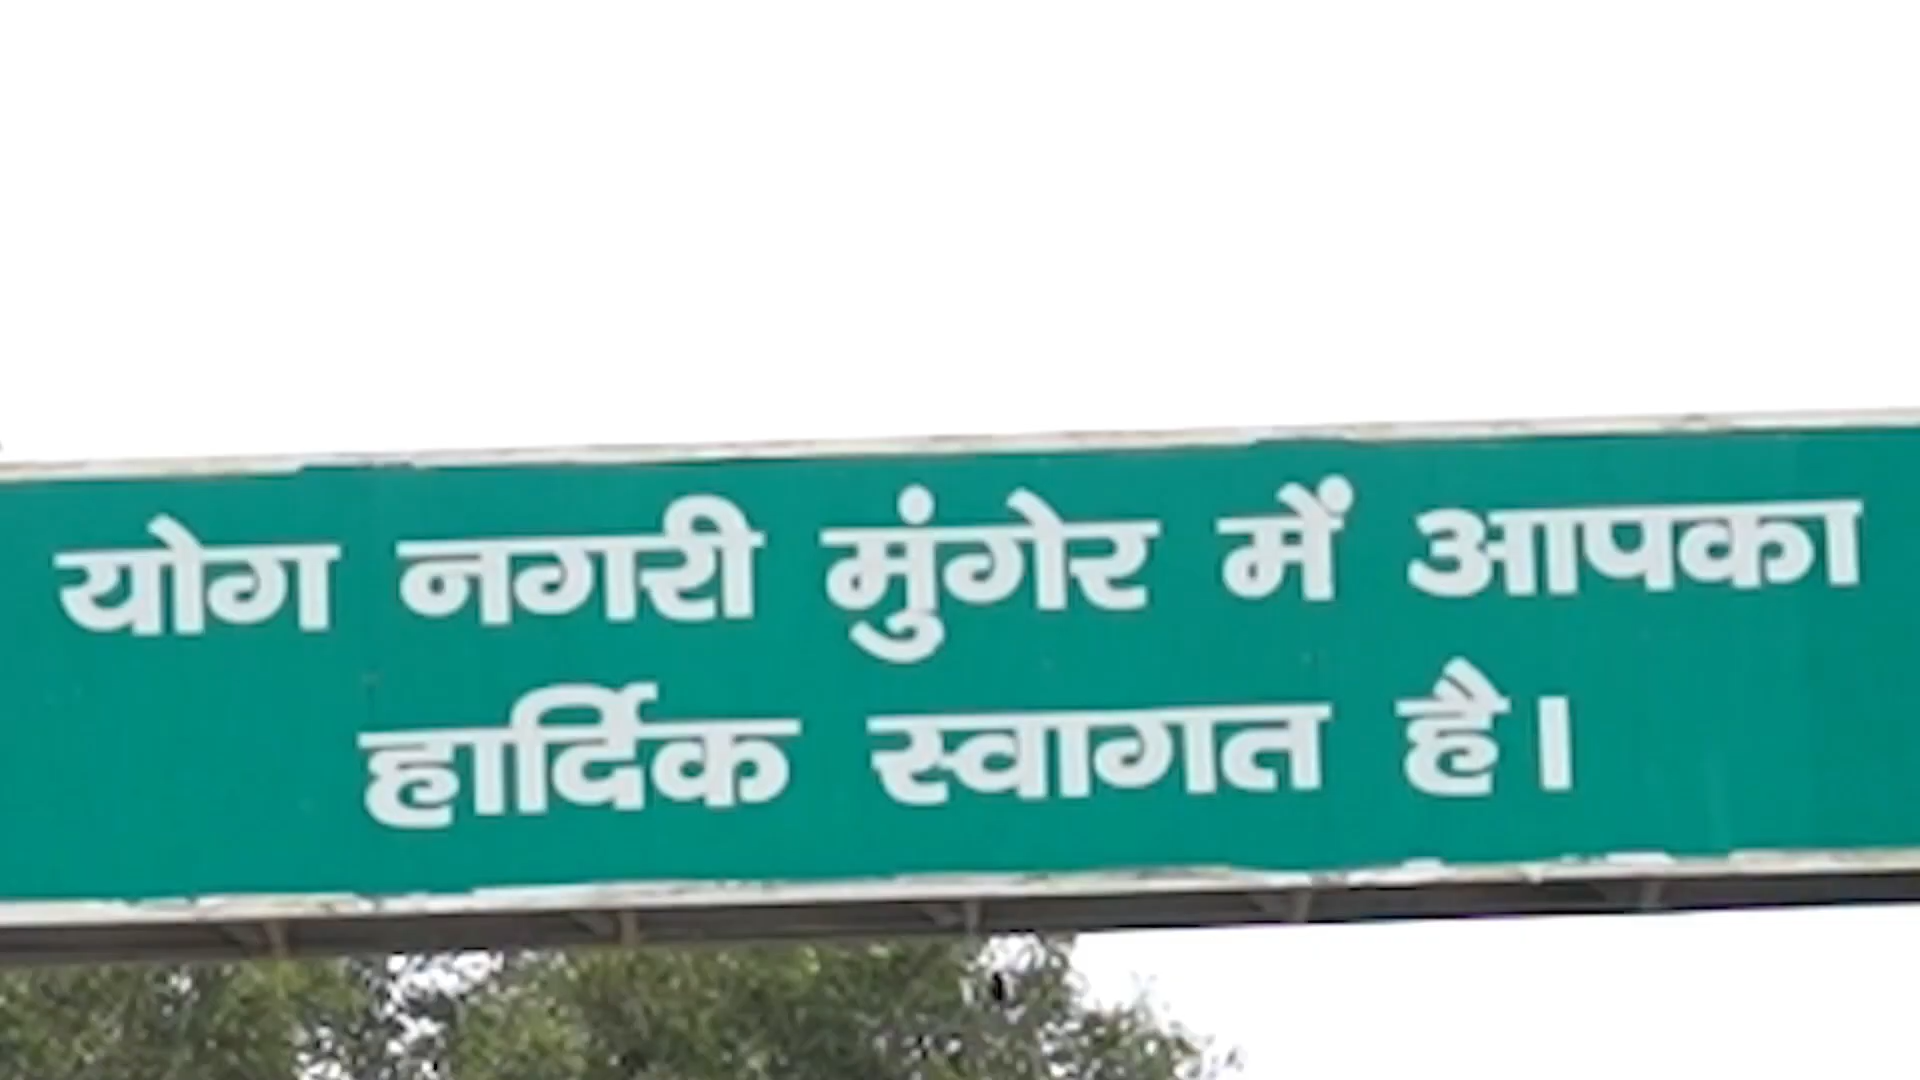 योग नगरी मुंगेर में आपका
हार्दिक स्वागत है।